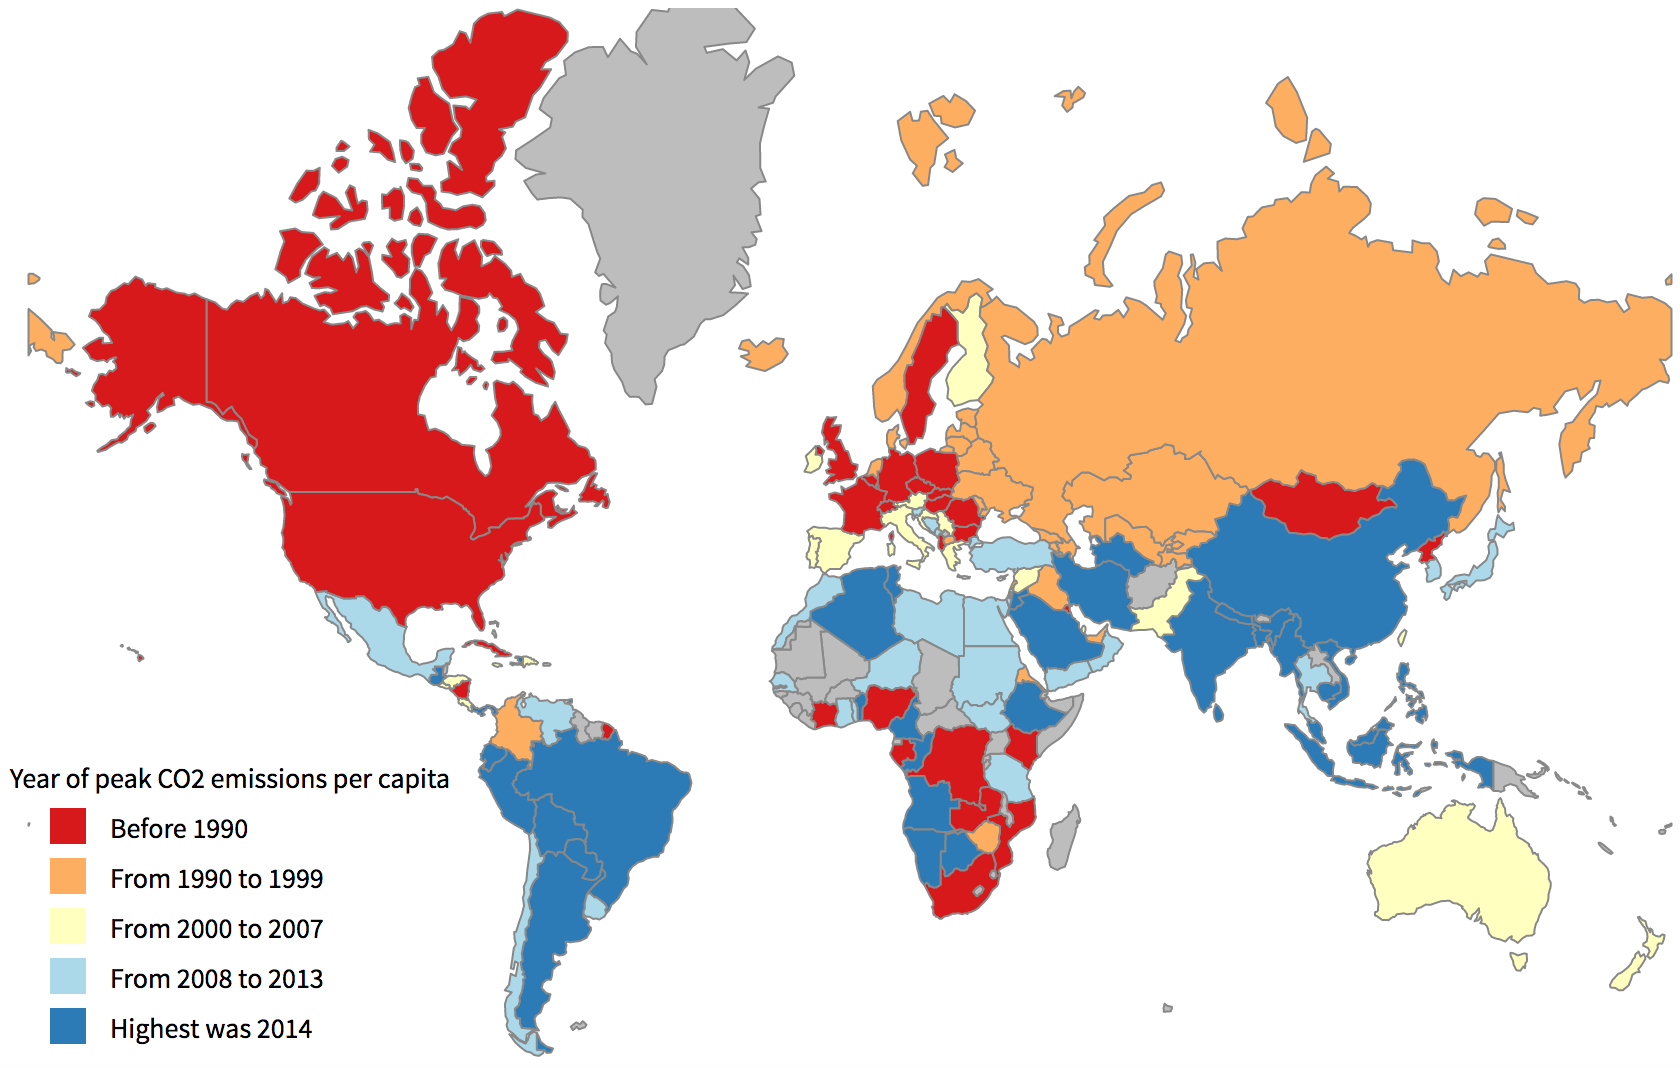 Year of peak CO2 emissions per capita
Before 1990
From 1990 to 1999
From 2000 to 2007
From 2008 to 2013
Highest was 2014